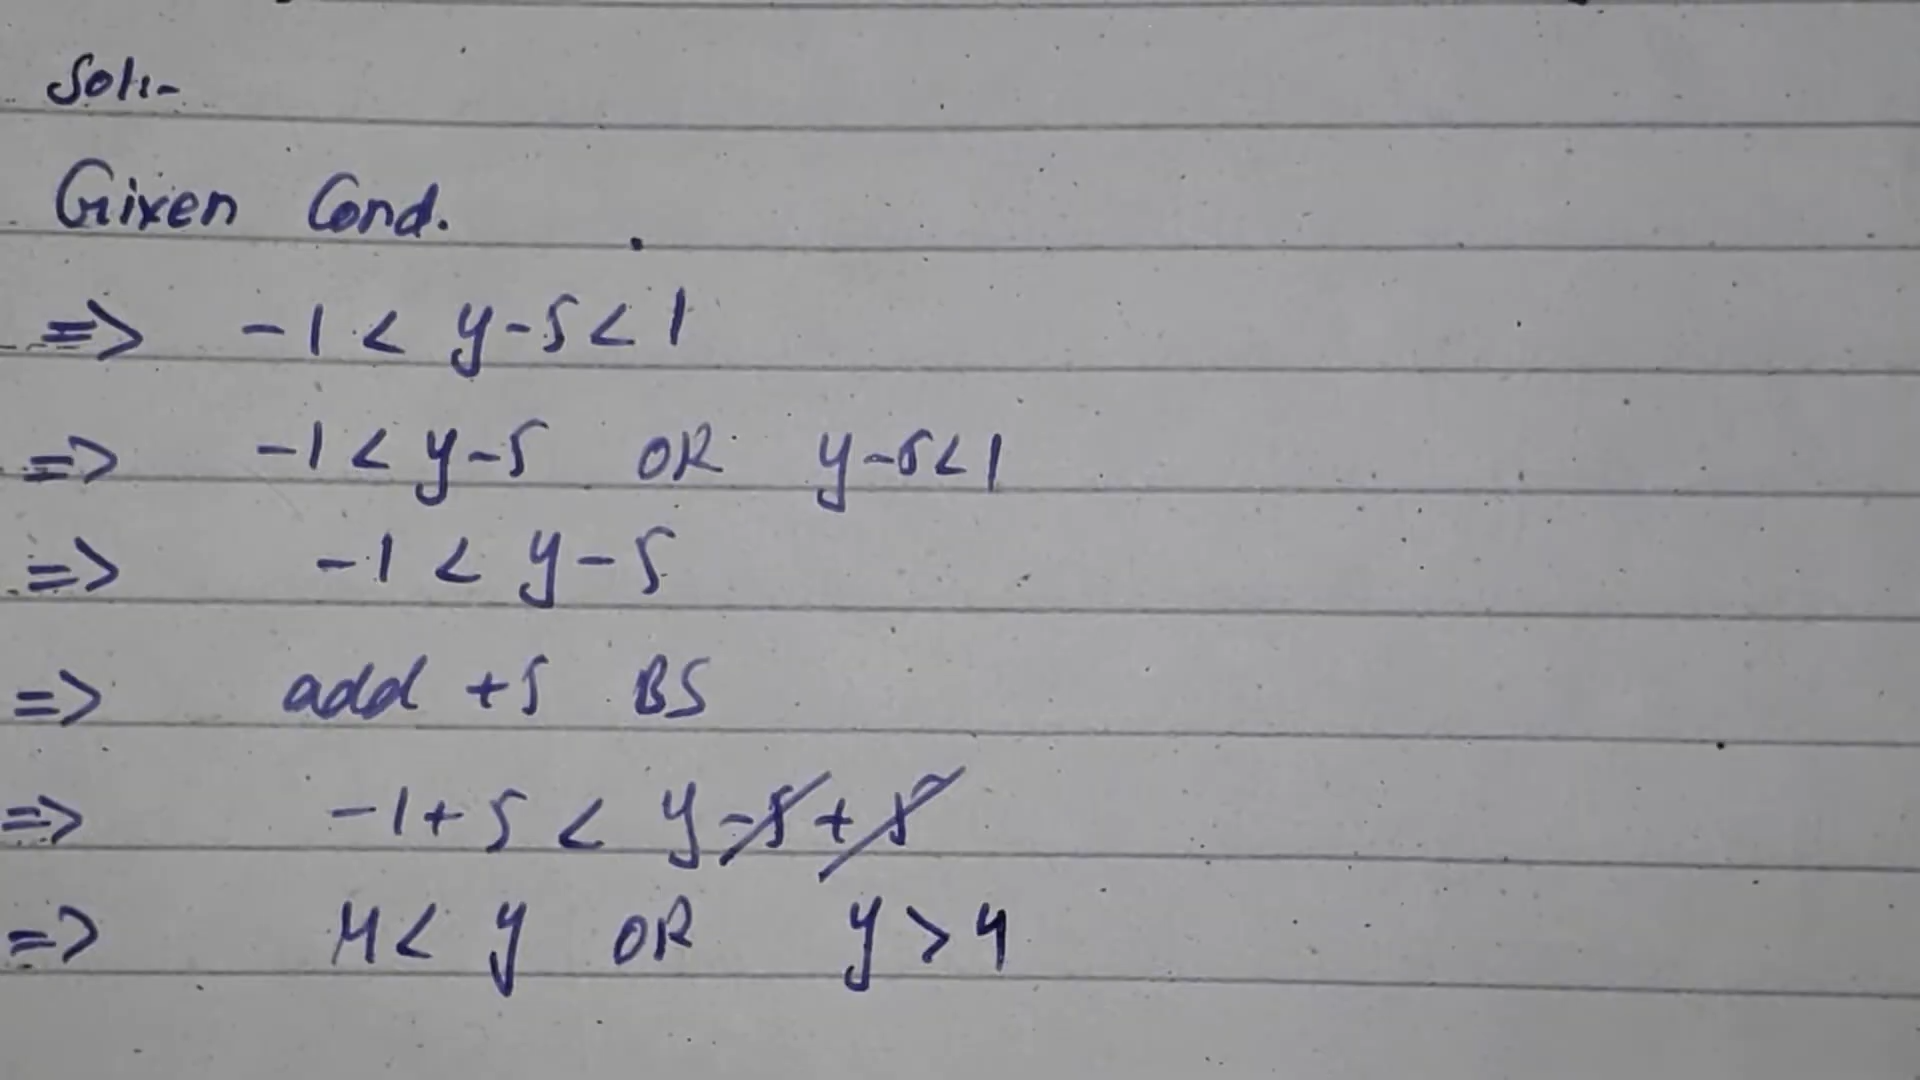 Sol:-
Given Cond.
=> -1 < y-5 < 1
=> -1 < y-5 OR y-5<1
=> -1 < y-5
=> add +5 BS
=> -1+5 < y-5+5
=> 4 < y OR y > 4